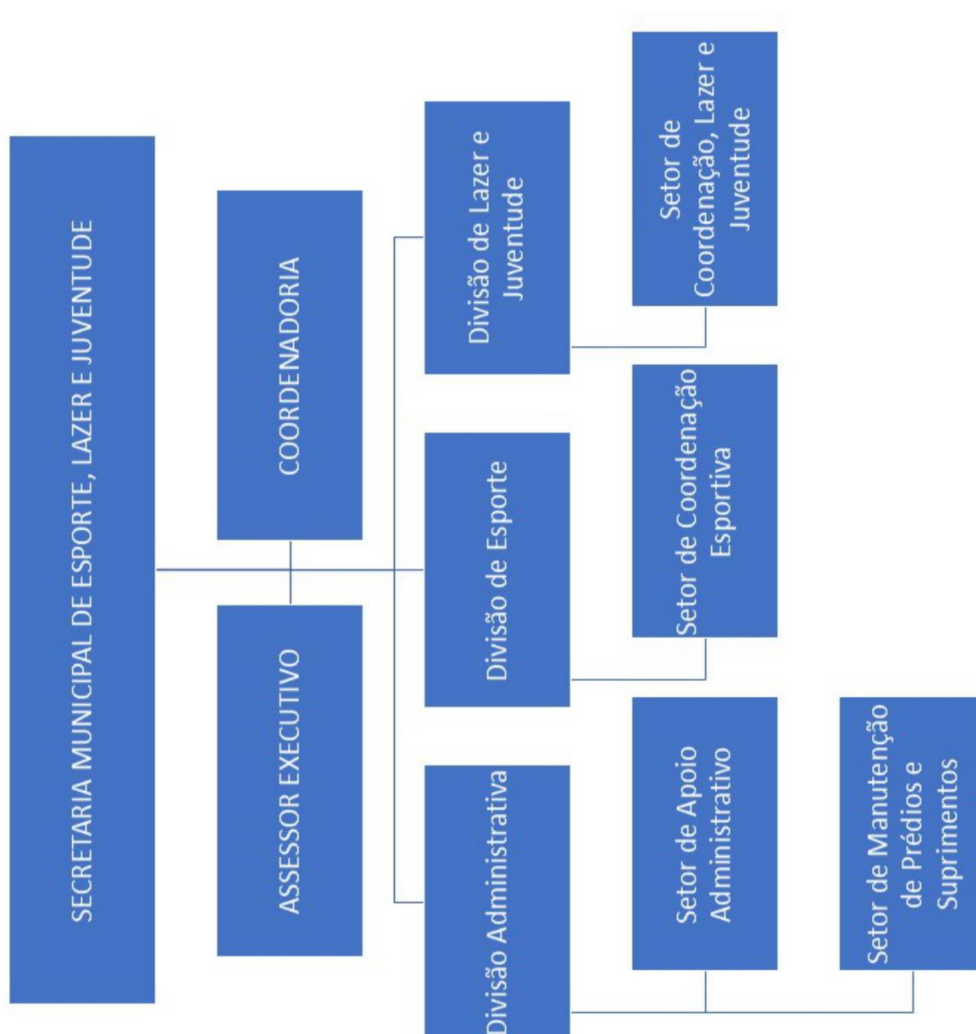 SECRETARIA MUNICIPAL DE ESPORTE, LAZER E JUVENTUDE
ASSESSOR EXECUTIVO
COORDENADORIA
Divisão Administrativa
Divisão de Esporte
Divisão de Lazer e
Juventude
Setor de Apoio
Administrativo
Setor de Coordenação
Esportiva
Setor de
Coordenação, Lazer e
Juventude
Setor de Manutenção
de Prédios e
Suprimentos